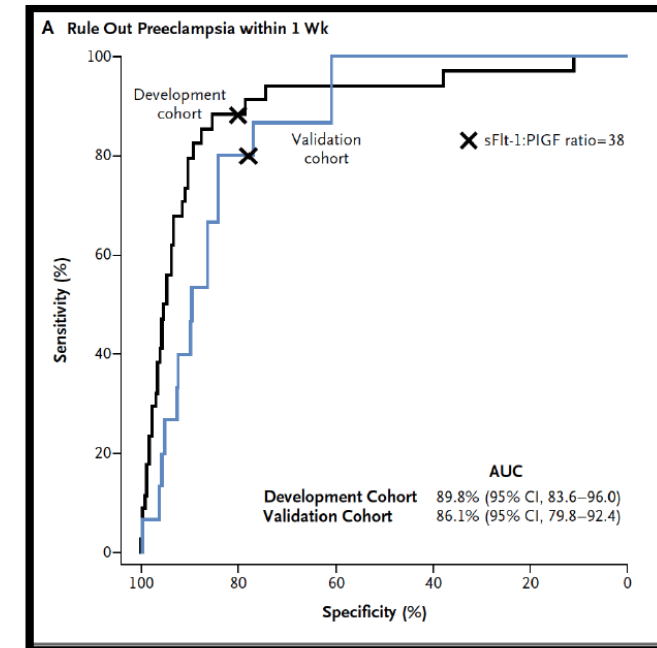 A Rule Out Preeclampsia within 1 Wk
100
80
60
40
20
0
Sensitivity (%)
Development
cohort
Validation
cohort
sFlt-1:PIGF ratio=38
AUC
Development Cohort 89.8% (95% CI, 83.6–96.0)
Validation Cohort 86.1% (95% CI, 79.8–92.4)
100 80 60 40 20 0
Specificity (%)